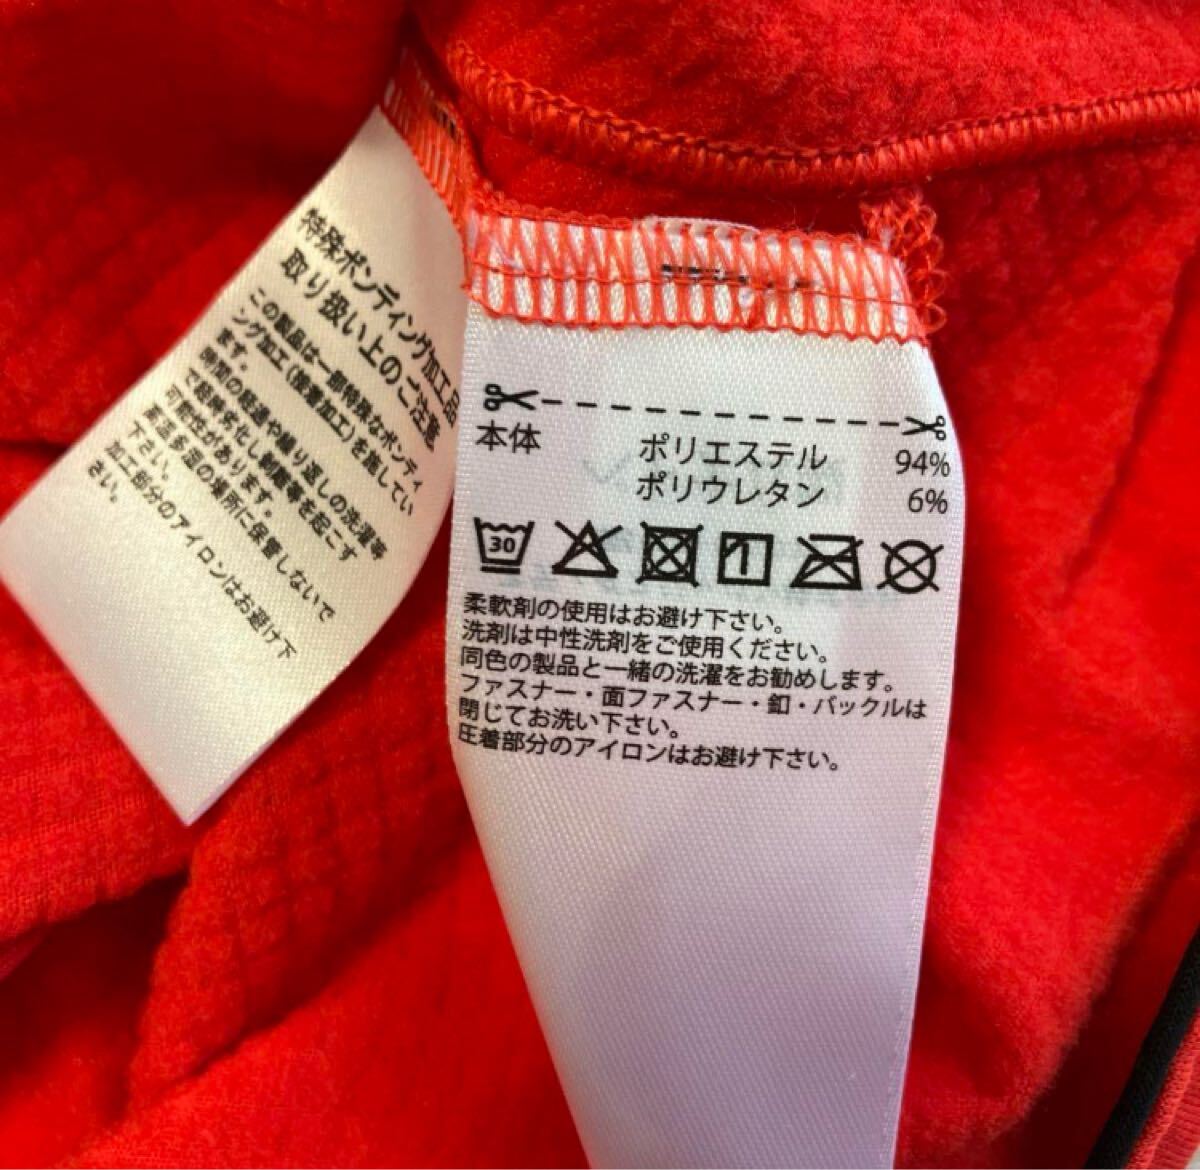 特殊ボンディング加工品
取り扱い上のご注意
この製品は一部特殊なボンディ
ング加工(接着加工)を施してい
ます。
時間の経過や繰り返しの洗濯等
で経時劣化し剥離等を起こす
可能性があります。
高温多湿の場所に保管しないで
下さい。
加工部分のアイロンはお避け下
さい。
本体 ポリエステル 94%
ポリウレタン 6%
30
柔軟剤の使用はお避け下さい。
洗剤は中性洗剤をご使用ください。
同色の製品と一緒の洗濯をお勧めします。
ファスナー・面ファスナー・釦・バックルは
閉じてお洗い下さい。
圧着部分のアイロンはお避け下さい。